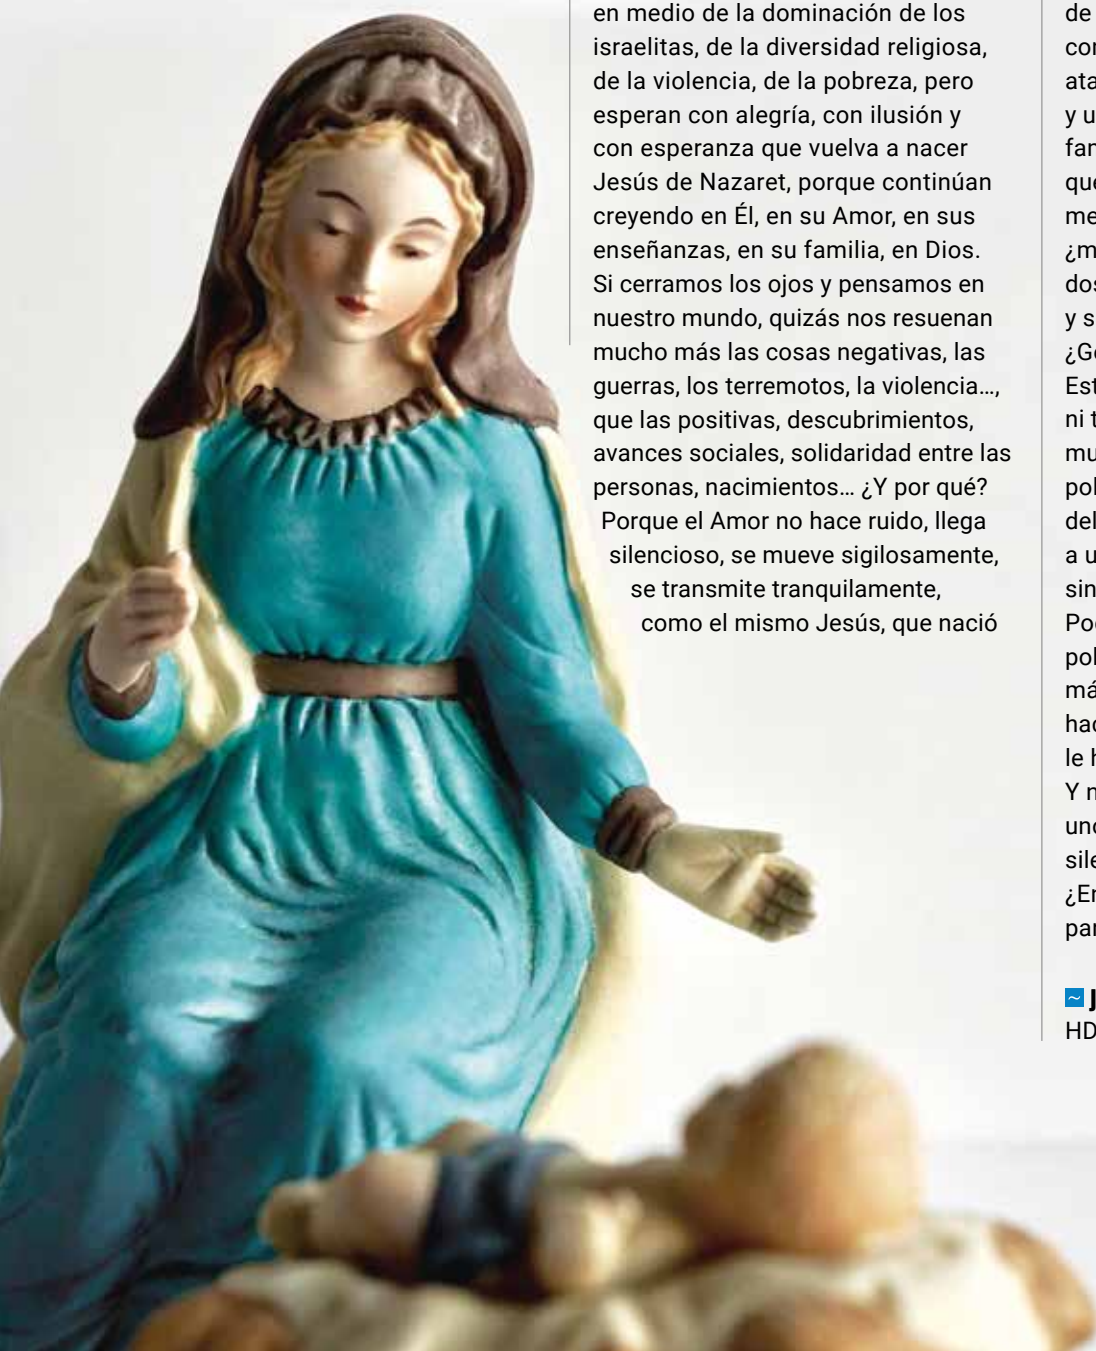 en medio de la dominación de los
israelitas, de la diversidad religiosa,
de la violencia, de la pobreza, pero
esperan con alegría, con ilusión y
con esperanza que vuelva a nacer
Jesús de Nazaret, porque continúan
creyendo en Él, en su Amor, en sus
enseñanzas, en su familia, en Dios.
Si cerramos los ojos y pensamos en
nuestro mundo, quizás nos resuenan
mucho más las cosas negativas, las
guerras, los terremotos, la violencia…,
que las positivas, descubrimientos,
avances sociales, solidaridad entre las
personas, nacimientos… ¿Y por qué?
Porque el Amor no hace ruido, llega
silencioso, se mueve sigilosamente,
se transmite tranquilamente,
como el mismo Jesús, que nació
de
y
y
ni
a
le
Y